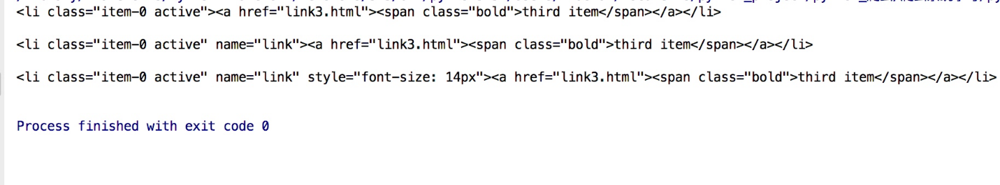 <li class="item-0 active"><a href="link3.html"><span class="bold">third item</span></a></li>
<li class="item-0 active" name="link"><a href="link3.html"><span class="bold">third item</span></a></li>
<li class="item-0 active" name="link" style="font-size: 14px"><a href="link3.html"><span class="bold">third item</span></a></li>
Process finished with exit code 0